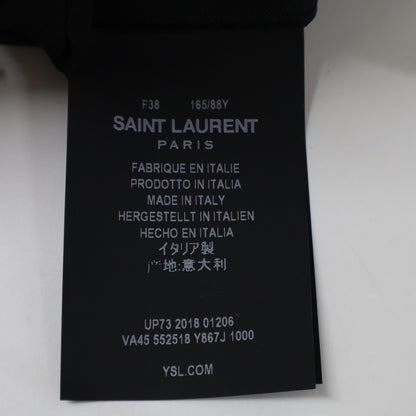 F38 165/88Y
SAINT LAURENT
PARIS
FABRIQUE EN ITALIE
PRODOTTO IN ITALIA
MADE IN ITALY
HERGESTELLT IN ITALIEN
HECHO EN ITALIA
イタリア製
产地:意大利
UP73 2018 01206
VA45 552518 Y867J 1000
YSL.COM